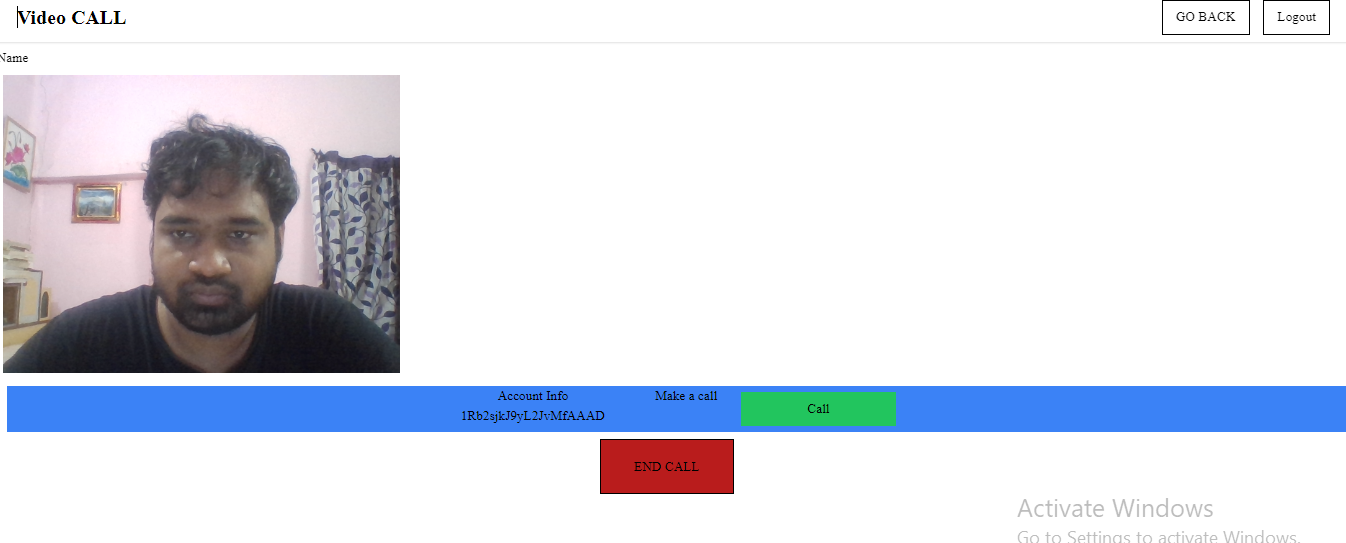 Video CALL
GO BACK
Logout
Name
Account Info
1Rb2sjkJ9yL2JvMfAAAD
Make a call
Call
END CALL
Activate Windows
Go to Settings to activate Windows.